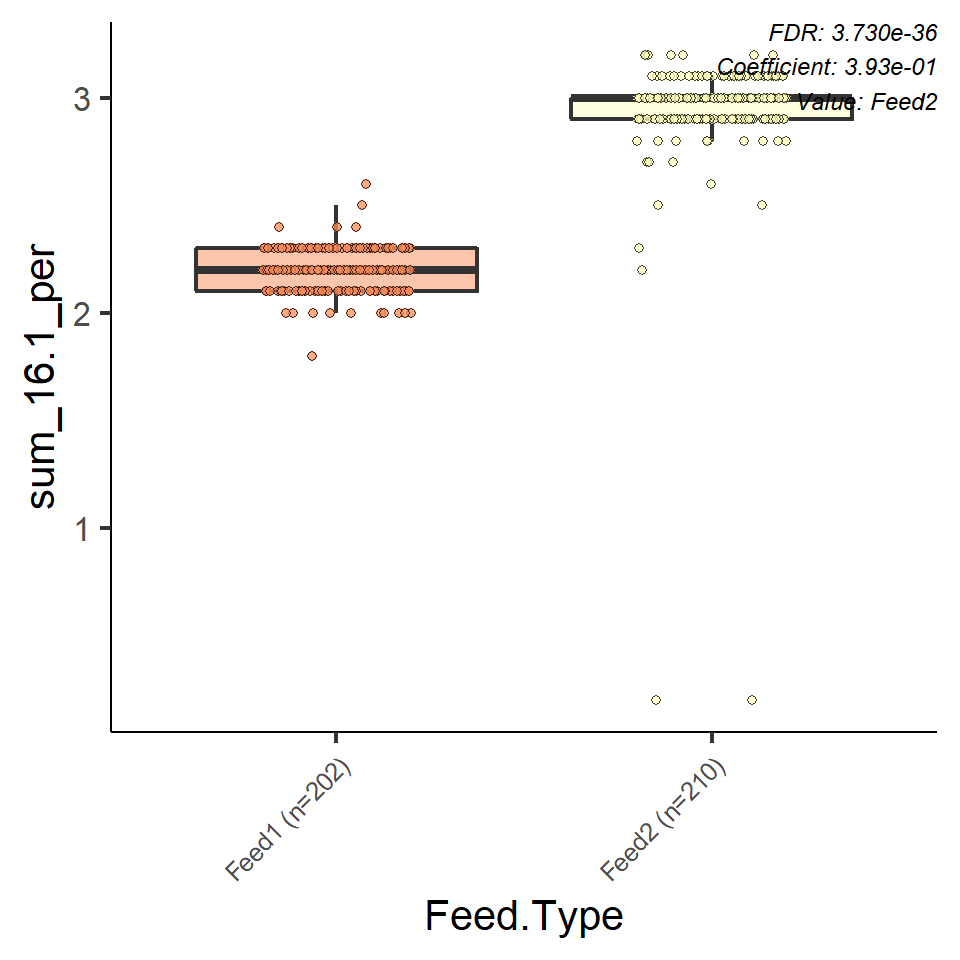 FDR: 3.730e-36
Coefficient: 3.93e-01
Value: Feed2
sum_16.1_per
3
2
1
Feed1 (n=202)
Feed2 (n=210)
Feed.Type